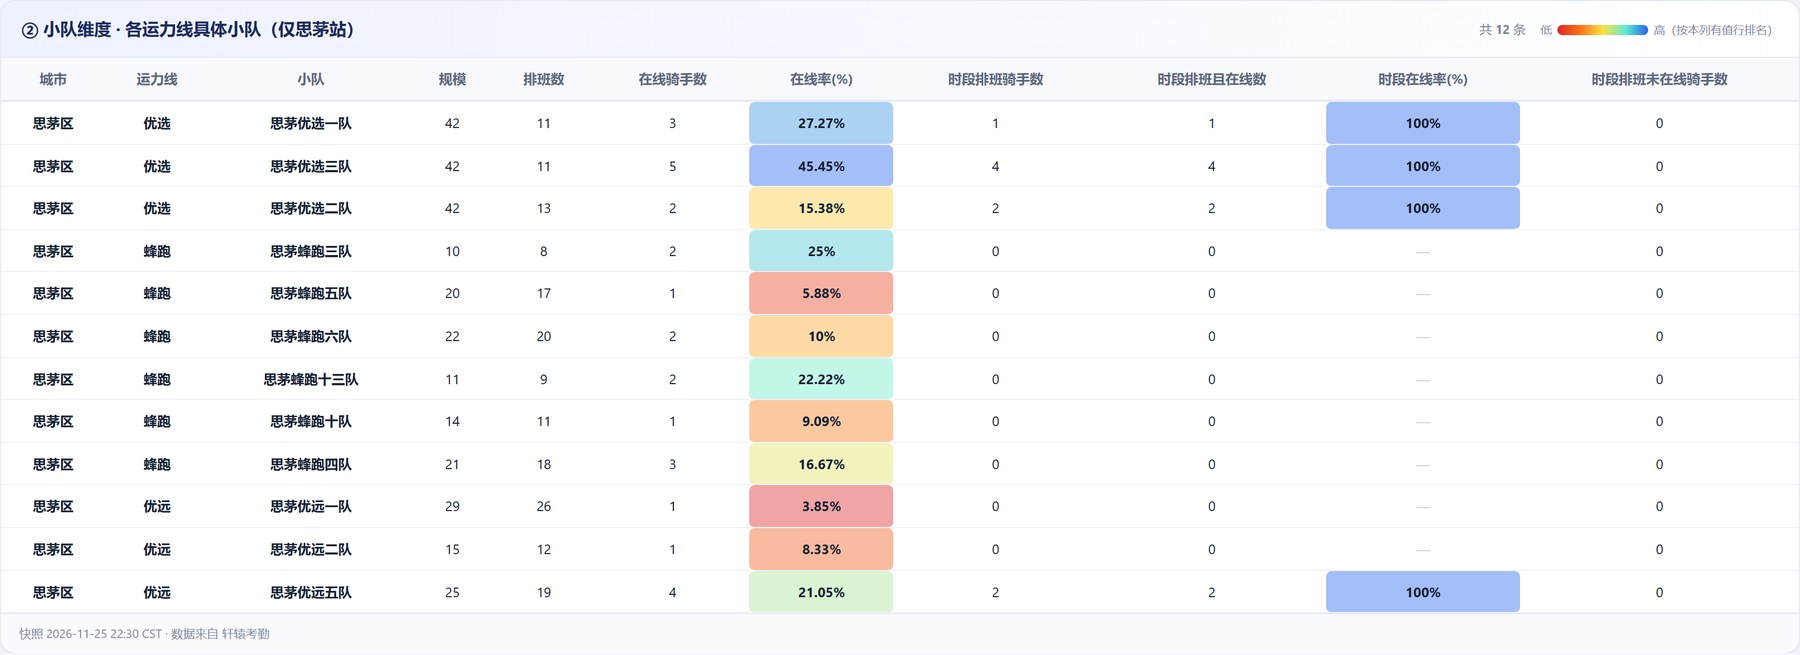 ② 小队维度 · 各运力线具体小队（仅思茅站）
共 12 条 低 高 (按本列有值行排名)
城市 运力线 小队 规模 排班数 在线骑手数 在线率(%) 时段排班骑手数 时段排班且在线数 时段在线率(%) 时段排班未在线骑手数
思茅区 优选 思茅优选一队 42 11 3 27.27% 1 1 100% 0
思茅区 优选 思茅优选三队 42 11 5 45.45% 4 4 100% 0
思茅区 优选 思茅优选二队 42 13 2 15.38% 2 2 100% 0
思茅区 蜂跑 思茅蜂跑三队 10 8 2 25% 0 0 — 0
思茅区 蜂跑 思茅蜂跑五队 20 17 1 5.88% 0 0 — 0
思茅区 蜂跑 思茅蜂跑六队 22 20 2 10% 0 0 — 0
思茅区 蜂跑 思茅蜂跑十三队 11 9 2 22.22% 0 0 — 0
思茅区 蜂跑 思茅蜂跑十队 14 11 1 9.09% 0 0 — 0
思茅区 蜂跑 思茅蜂跑四队 21 18 3 16.67% 0 0 — 0
思茅区 优远 思茅优远一队 29 26 1 3.85% 0 0 — 0
思茅区 优远 思茅优远二队 15 12 1 8.33% 0 0 — 0
思茅区 优远 思茅优远五队 25 19 4 21.05% 2 2 100% 0
快照 2026-11-25 22:30 CST · 数据来自 轩辕考勤